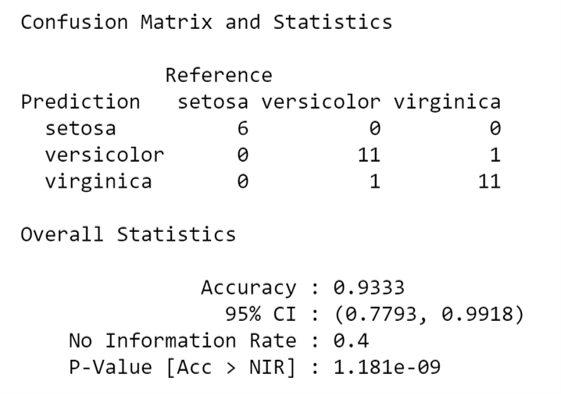 Confusion Matrix and Statistics
Reference
Prediction setosa versicolor virginica
setosa 6 0 0
versicolor 0 11 1
virginica 0 1 11
Overall Statistics
Accuracy : 0.9333
95% CI : (0.7793, 0.9918)
No Information Rate : 0.4
P-Value [Acc > NIR] : 1.181e-09